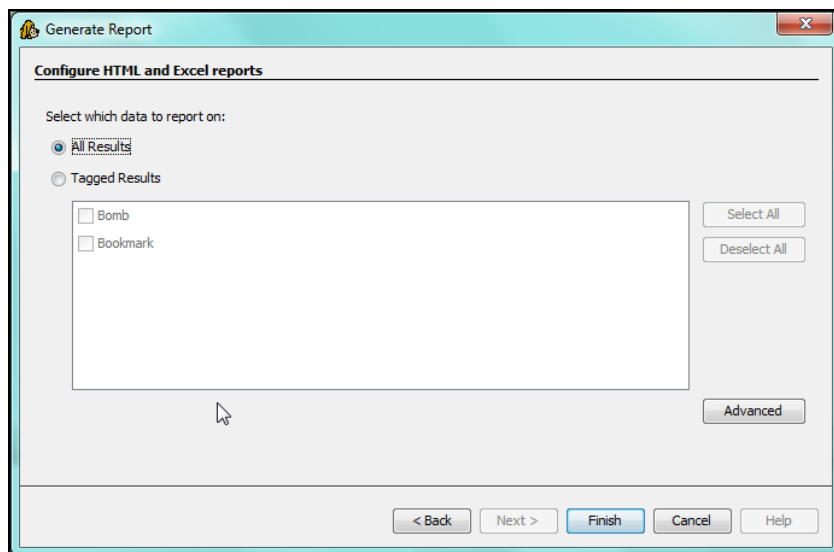 Generate Report
Configure HTML and Excel reports
Select which data to report on:
All Results
Tagged Results
Bomb
Select All
Bookmark
Deselect All
Advanced
< Back Next > Finish Cancel Help